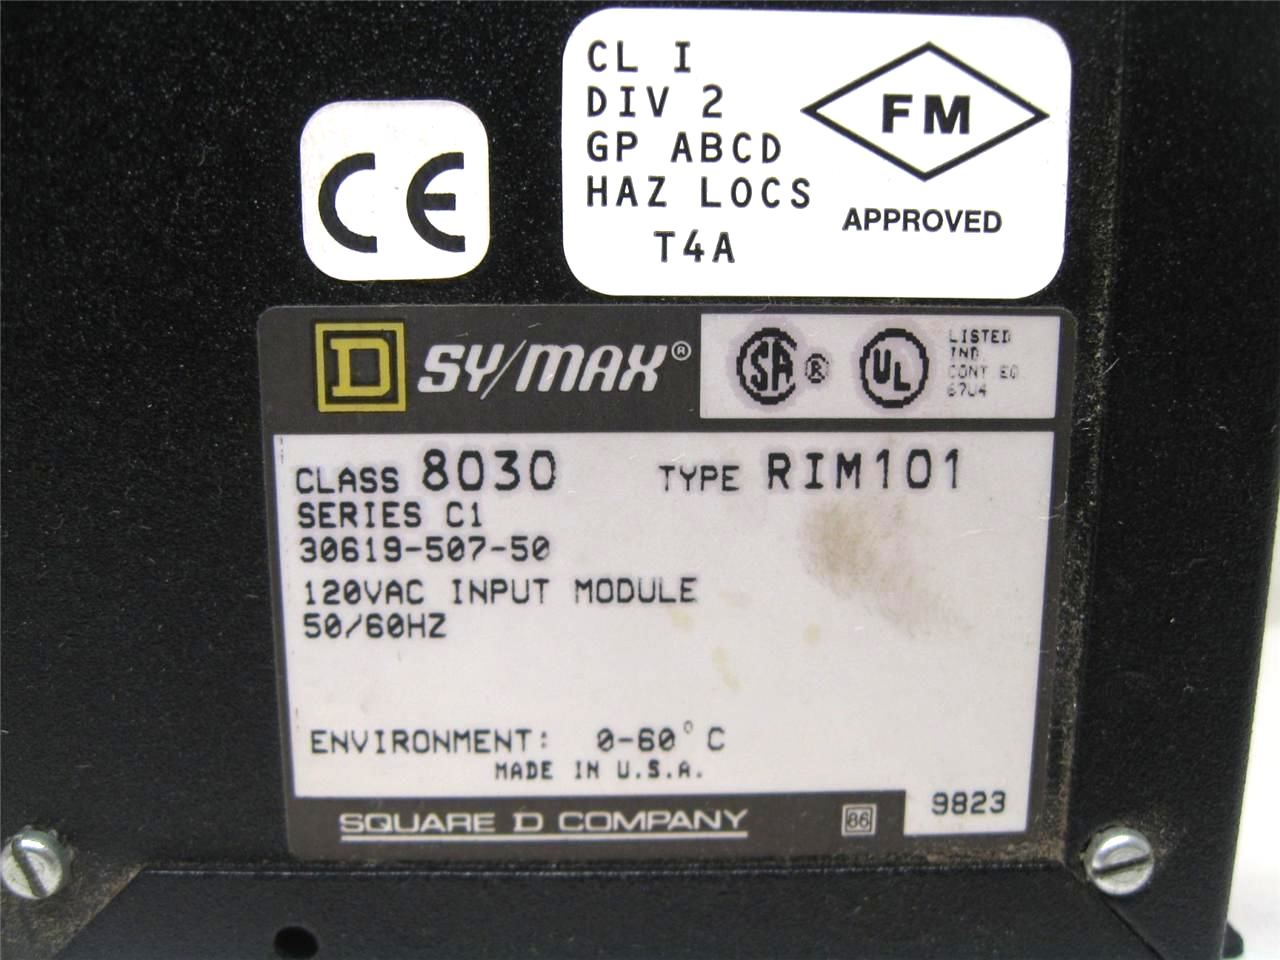 CL I
DIV 2
GP ABCD
HAZ LOCS
T4A
FM
APPROVED
CE
D SY/MAX®
SA ®
UL
LISTED
IND.
CONT EQ
67U4
CLASS 8030 TYPE RIM101
SERIES C1
30619-507-50
120VAC INPUT MODULE
50/60HZ
ENVIRONMENT: 0-60°C
MADE IN U.S.A.
SQUARE D COMPANY
86
9823